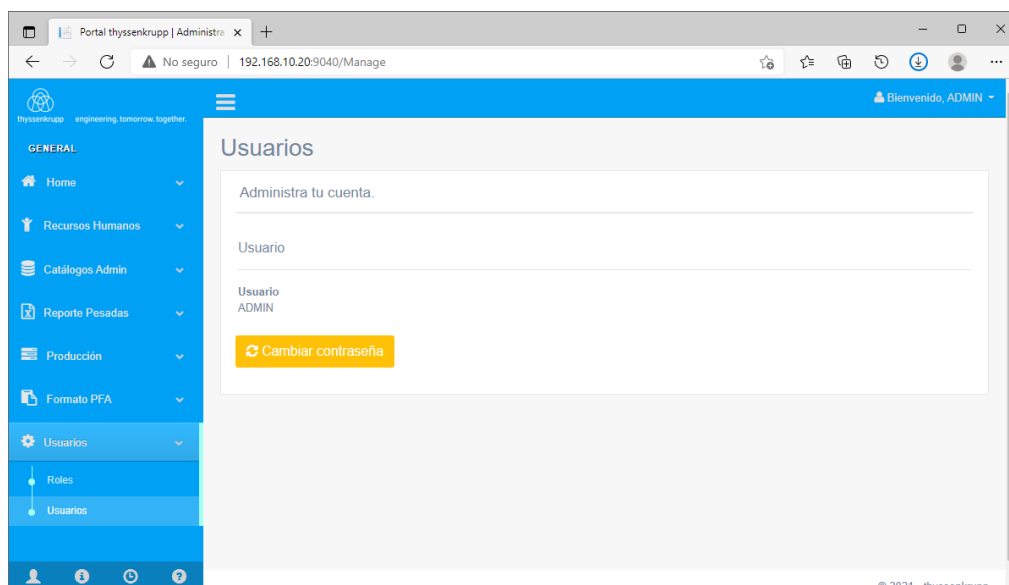 Portal thyssenkrupp | Administra
No seguro | 192.168.10.20:9040/Manage
thyssenkrupp engineering.tomorrow.together.
Bienvenido, ADMIN
GENERAL
Home
Recursos Humanos
Catálogos Admin
Reporte Pesadas
Producción
Formato PFA
Usuarios
Roles
Usuarios
Usuarios
Administra tu cuenta.
Usuario
Usuario
ADMIN
Cambiar contraseña
© 2021 - thyssenkrupp